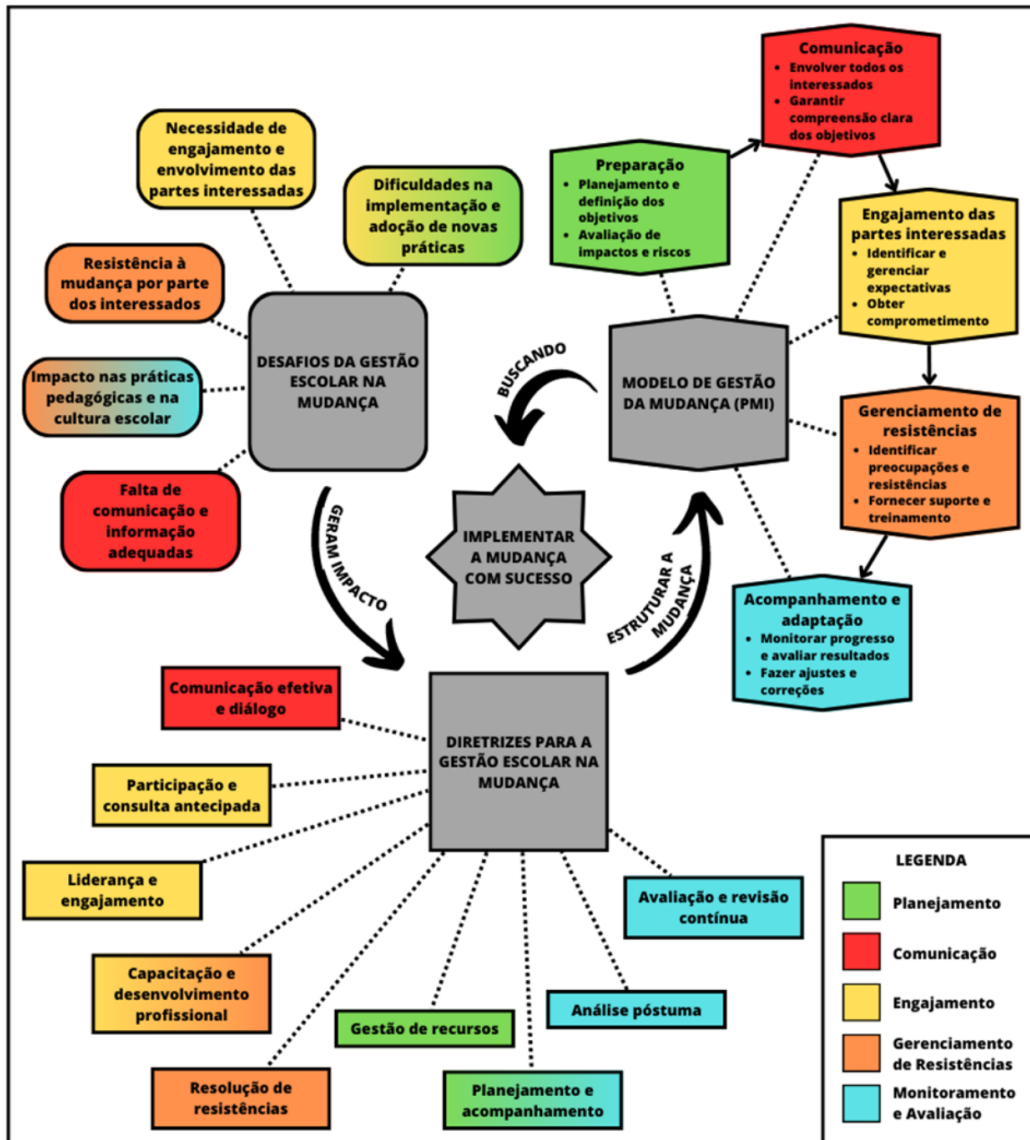 Necessidade de
engajamento e
envolvimento das
partes interessadas
Dificuldades na
implementação e
adoção de novas
práticas
Resistência à
mudança por parte
dos interessados
Impacto nas práticas
pedagógicas e na
cultura escolar
Falta de
comunicação e
informação
adequadas
DESAFIOS DA GESTÃO
ESCOLAR NA
MUDANÇA
GERAM IMPACTO
BUSCANDO
IMPLEMENTAR
A MUDANÇA
COM SUCESSO
ESTRUTURAR A
MUDANÇA
MODELO DE GESTÃO
DA MUDANÇA (PMI)
Preparação
• Planejamento e
definição dos
objetivos
• Avaliação de
impactos e riscos
Comunicação
• Envolver todos os
interessados
• Garantir
compreensão clara
dos objetivos
Engajamento das
partes interessadas
• Identificar e
gerenciar
expectativas
• Obter
comprometimento
Gerenciamento de
resistências
• Identificar
preocupações e
resistências
• Fornecer suporte e
treinamento
Acompanhamento e
adaptação
• Monitorar progresso
e avaliar resultados
• Fazer ajustes e
correções
DIRETRIZES PARA A
GESTÃO ESCOLAR NA
MUDANÇA
Comunicação efetiva
e diálogo
Participação e
consulta antecipada
Liderança e
engajamento
Capacitação e
desenvolvimento
profissional
Resolução de
resistências
Gestão de recursos
Planejamento e
acompanhamento
Análise póstuma
Avaliação e revisão
contínua
LEGENDA
Planejamento
Comunicação
Engajamento
Gerenciamento
de Resistências
Monitoramento
e Avaliação